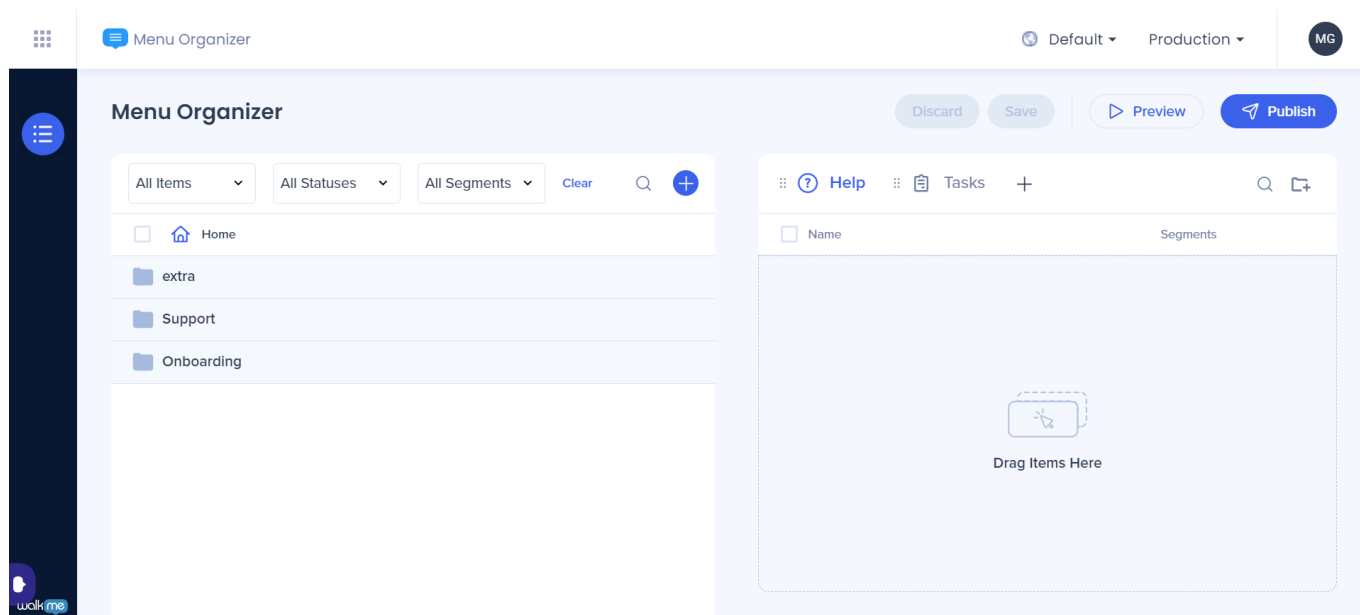 Menu Organizer
Default
Production
MG
Menu Organizer
Discard
Save
Preview
Publish
All Items
All Statuses
All Segments
Clear
Home
extra
Support
Onboarding
? Help
Tasks
Name
Segments
Drag Items Here
walkme